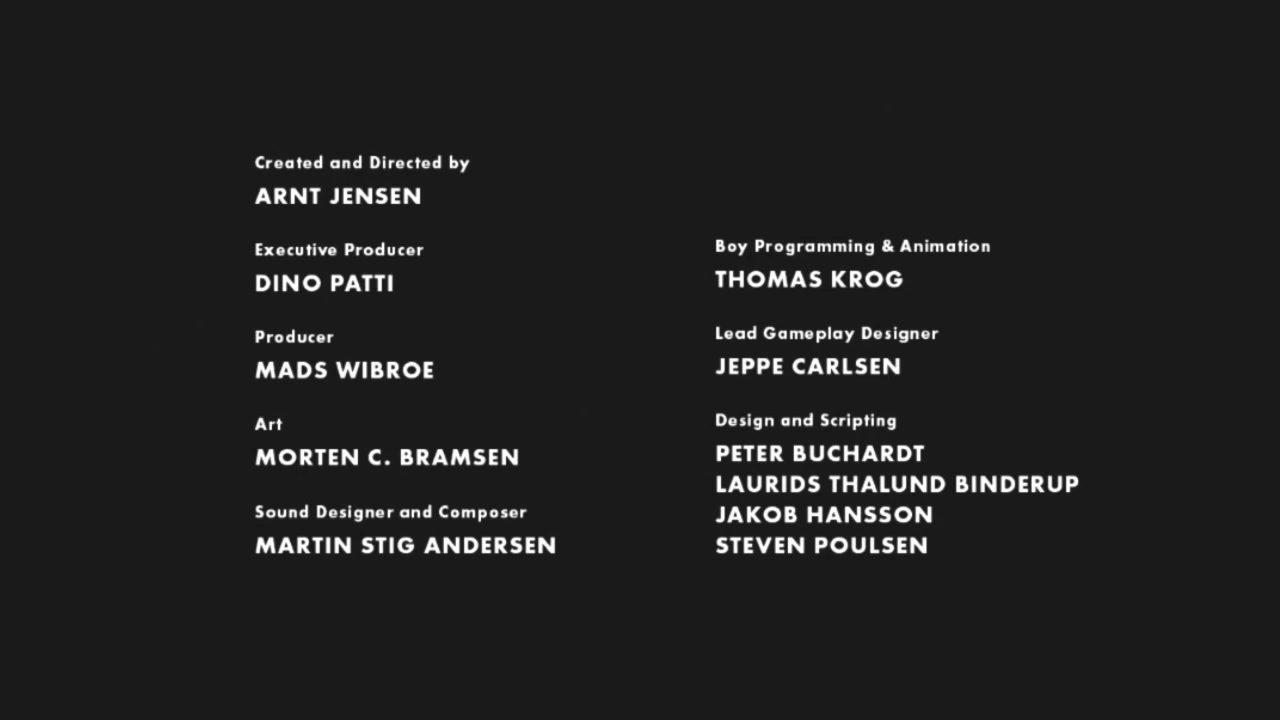 Created and Directed by
ARNT JENSEN
Executive Producer
DINO PATTI
Producer
MADS WIBROE
Art
MORTEN C. BRAMSEN
Sound Designer and Composer
MARTIN STIG ANDERSEN
Boy Programming & Animation
THOMAS KROG
Lead Gameplay Designer
JEPPE CARLSEN
Design and Scripting
PETER BUCHARDT
LAURIDS THALUND BINDERUP
JAKOB HANSSON
STEVEN POULSEN